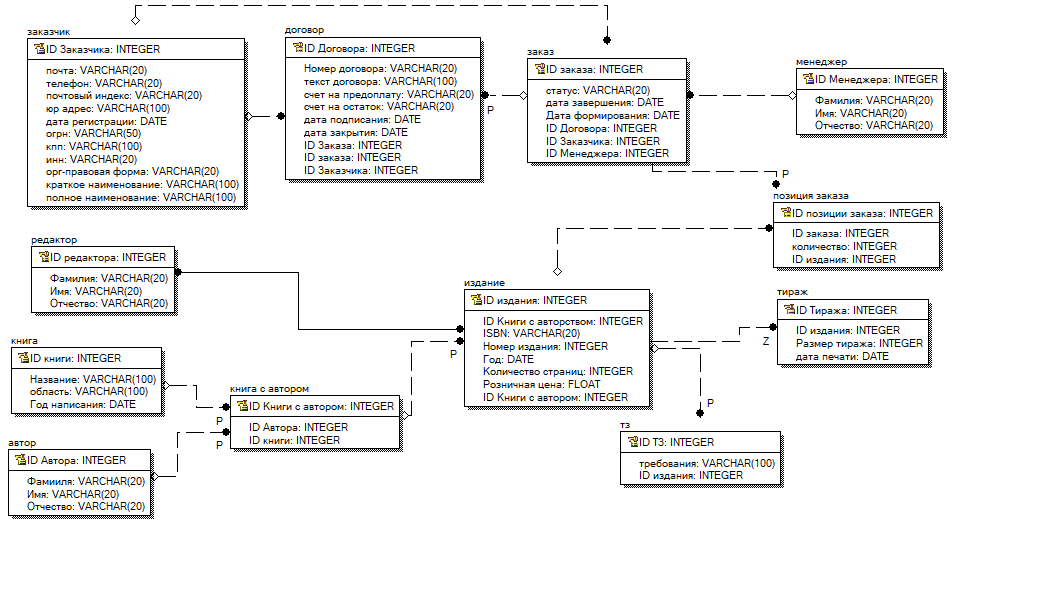 заказчик
ID Заказчика: INTEGER
почта: VARCHAR(20)
телефон: VARCHAR(20)
почтовый индекс: VARCHAR(20)
юр адрес: VARCHAR(100)
дата регистрации: DATE
огрн: VARCHAR(50)
кпп: VARCHAR(100)
инн: VARCHAR(20)
орг-правовая форма: VARCHAR(20)
краткое наименование: VARCHAR(100)
полное наименование: VARCHAR(100)
договор
ID Договора: INTEGER
Номер договора: VARCHAR(20)
текст договора: VARCHAR(100)
счет на предоплату: VARCHAR(20)
счет на остаток: VARCHAR(20)
дата подписания: DATE
дата закрытия: DATE
ID Заказа: INTEGER
ID заказа: INTEGER
ID Заказчика: INTEGER
P
заказ
ID заказа: INTEGER
статус: VARCHAR(20)
дата завершения: DATE
Дата формирования: DATE
ID Договора: INTEGER
ID Заказчика: INTEGER
ID Менеджера: INTEGER
менеджер
ID Менеджера: INTEGER
Фамилия: VARCHAR(20)
Имя: VARCHAR(20)
Отчество: VARCHAR(20)
P
позиция заказа
ID позиции заказа: INTEGER
ID заказа: INTEGER
количество: INTEGER
ID издания: INTEGER
редактор
ID редактора: INTEGER
Фамилия: VARCHAR(20)
Имя: VARCHAR(20)
Отчество: VARCHAR(20)
издание
ID издания: INTEGER
ID Книги с авторством: INTEGER
ISBN: VARCHAR(20)
Номер издания: INTEGER
Год: DATE
Количество страниц: INTEGER
Розничная цена: FLOAT
ID Книги с автором: INTEGER
P
тираж
ID Тиража: INTEGER
ID издания: INTEGER
Размер тиража: INTEGER
дата печати: DATE
Z
книга
ID книги: INTEGER
Название: VARCHAR(100)
область: VARCHAR(100)
Год написания: DATE
P
книга с автором
ID Книги с автором: INTEGER
ID Автора: INTEGER
ID книги: INTEGER
P
P
тз
ID ТЗ: INTEGER
требования: VARCHAR(100)
ID издания: INTEGER
автор
ID Автора: INTEGER
Фамииля: VARCHAR(20)
Имя: VARCHAR(20)
Отчество: VARCHAR(20)